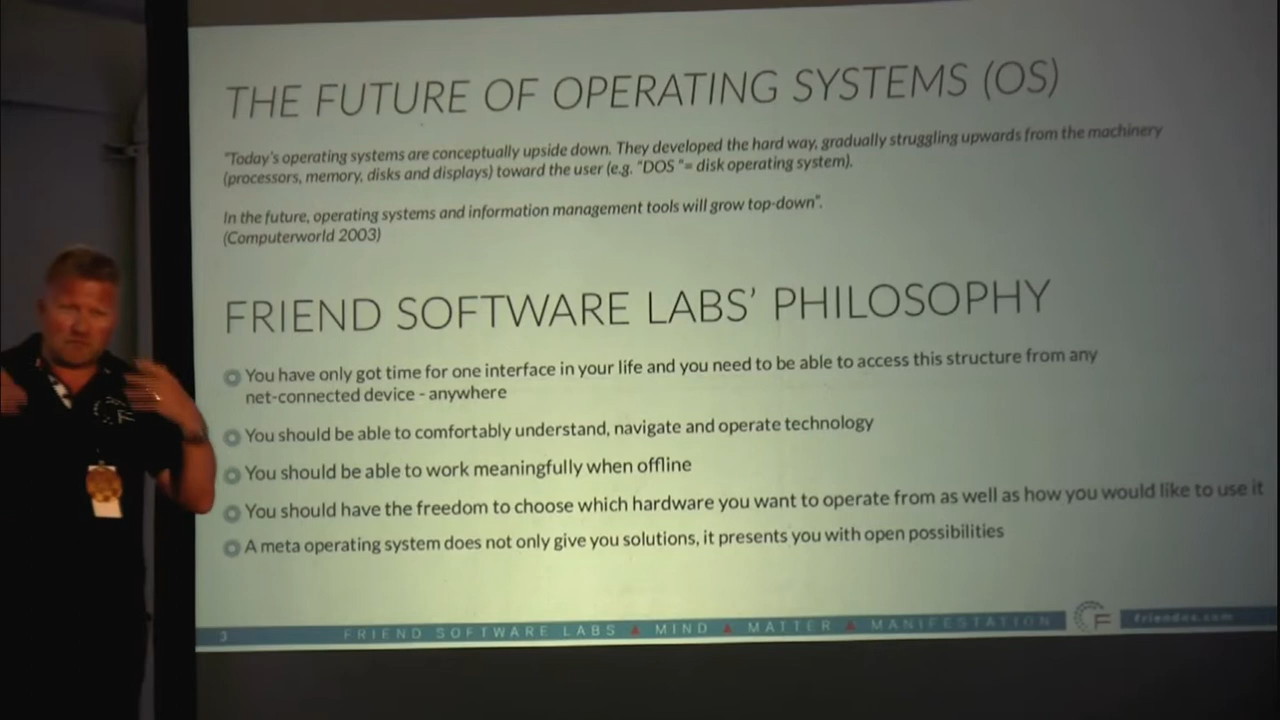 THE FUTURE OF OPERATING SYSTEMS (OS)
"Today's operating systems are conceptually upside down. They developed the hard way, gradually struggling upwards from the machinery
(processors, memory, disks and displays) toward the user (e.g. "DOS "= disk operating system).
In the future, operating systems and information management tools will grow top-down".
(Computerworld 2003)
FRIEND SOFTWARE LABS' PHILOSOPHY
You have only got time for one interface in your life and you need to be able to access this structure from any
net-connected device - anywhere
You should be able to comfortably understand, navigate and operate technology
You should be able to work meaningfully when offline
You should have the freedom to choose which hardware you want to operate from as well as how you would like to use it
A meta operating system does not only give you solutions, it presents you with open possibilities
3 FRIEND SOFTWARE LABS ▲ MIND ▲ MATTER ▲ MANIFESTATION F friendos.com